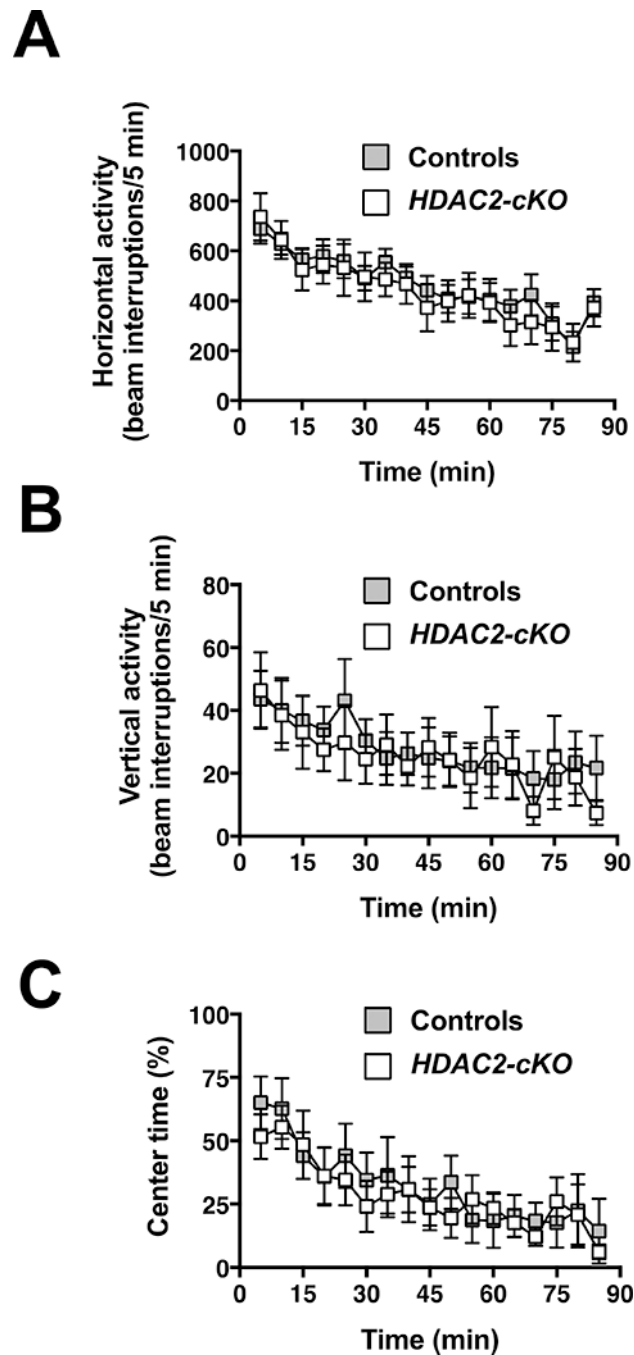 A
Horizontal activity
(beam interruptions/5 min)
1000
800
600
400
200
0
Controls
HDAC2-cKO
0 15 30 45 60 75 90
Time (min)
B
Vertical activity
(beam interruptions/5 min)
80
60
40
20
0
Controls
HDAC2-cKO
0 15 30 45 60 75 90
Time (min)
C
Center time (%)
100
75
50
25
0
Controls
HDAC2-cKO
0 15 30 45 60 75 90
Time (min)